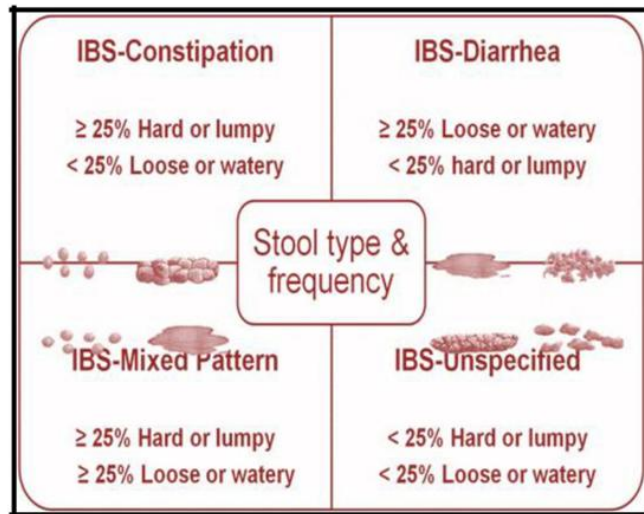 IBS-Constipation
≥ 25% Hard or lumpy
< 25% Loose or watery
IBS-Diarrhea
≥ 25% Loose or watery
< 25% hard or lumpy
Stool type &
frequency
IBS-Mixed Pattern
≥ 25% Hard or lumpy
≥ 25% Loose or watery
IBS-Unspecified
< 25% Hard or lumpy
< 25% Loose or watery